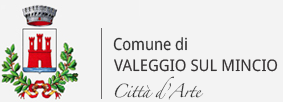 Comune di
VALEGGIO SUL MINCIO
Città d'Arte